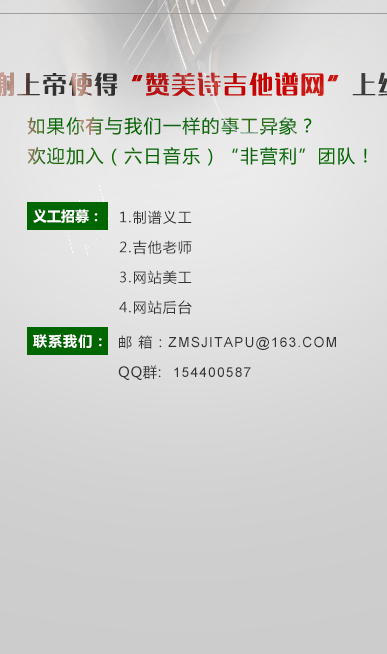 谢上帝使得“赞美诗吉他谱网”上线
如果你有与我们一样的事工异象？
欢迎加入（六日音乐）“非营利”团队！
义工招募：
1.制谱义工
2.吉他老师
3.网站美工
4.网站后台
联系我们：
邮 箱：ZMSJITAPU@163.COM
QQ群: 154400587